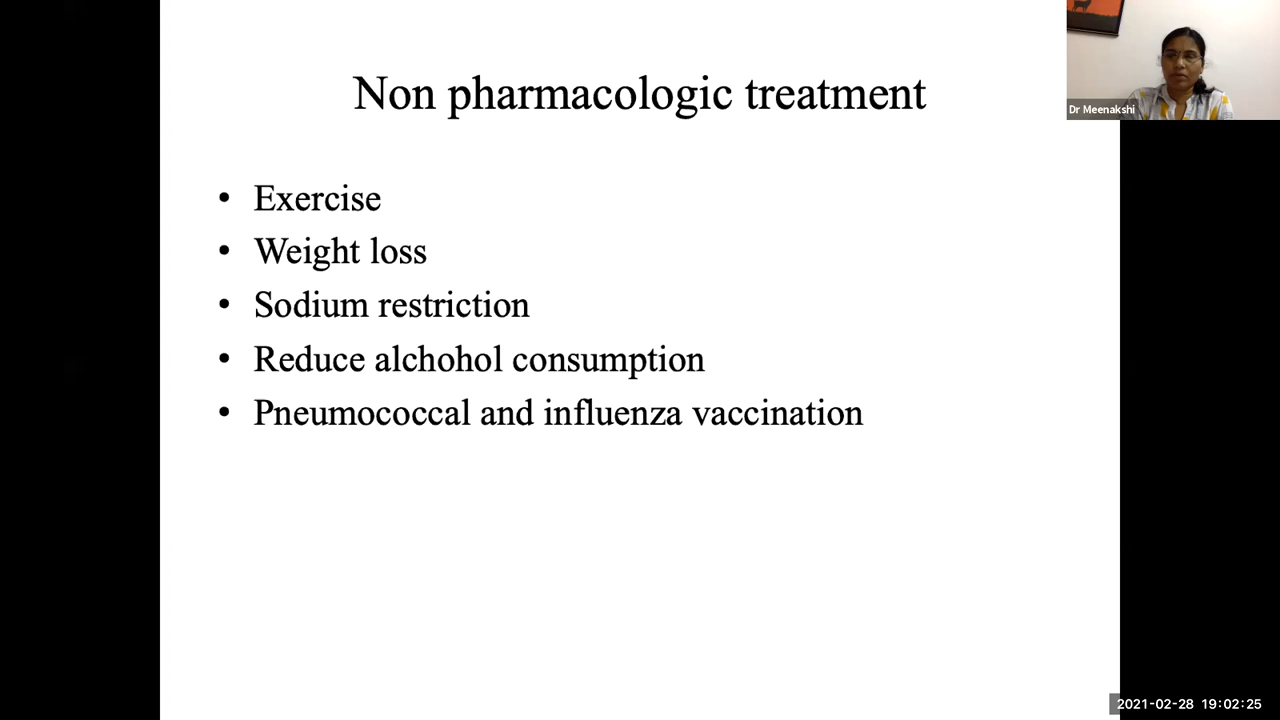 Non pharmacologic treatment
Dr Meenakshi
• Exercise
• Weight loss
• Sodium restriction
• Reduce alchohol consumption
• Pneumococcal and influenza vaccination
2021-02-28 19:02:25